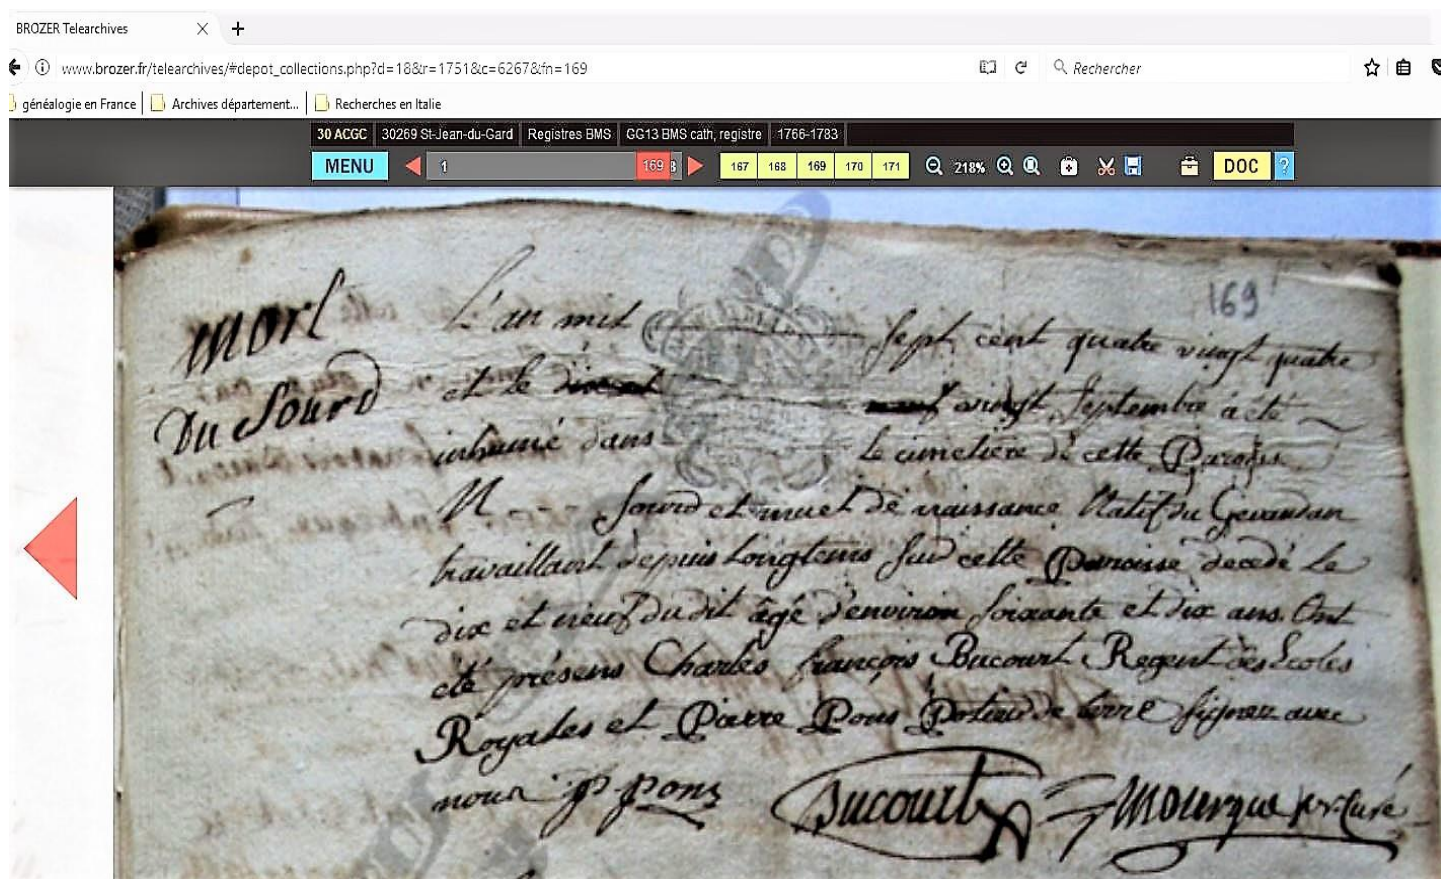 BROZER Telearchives
www.brozer.fr/telearchives/#depot_collections.php?d=18&r=1751&c=6267&fn=169
Rechercher
généalogie en France
Archives département...
Recherches en Italie
30 ACGC 30269 St-Jean-du-Gard Registres BMS GG13 BMS cath, registre 1766-1783
MENU 1 169 167 168 169 170 171 218% DOC ?
169
mort
Du Sourd
L'an mil sept cent quatre vingt quatre
et le vingt Septembre a été
inhumé dans le cimetiere de cette Paroisse
N sourd et muet de naissance Natif du Gevaudan
travaillant depuis Longtems sur cette Paroisse decedé le
dix et neuf du dit âgé d'environ soixante et dix ans. Ont
été présens Charles françois Bucourt Regent des Ecoles
Royales et Pierre Pons Potier de terre signez avec
nous P pons Bucourt Mourgue pr. Curé